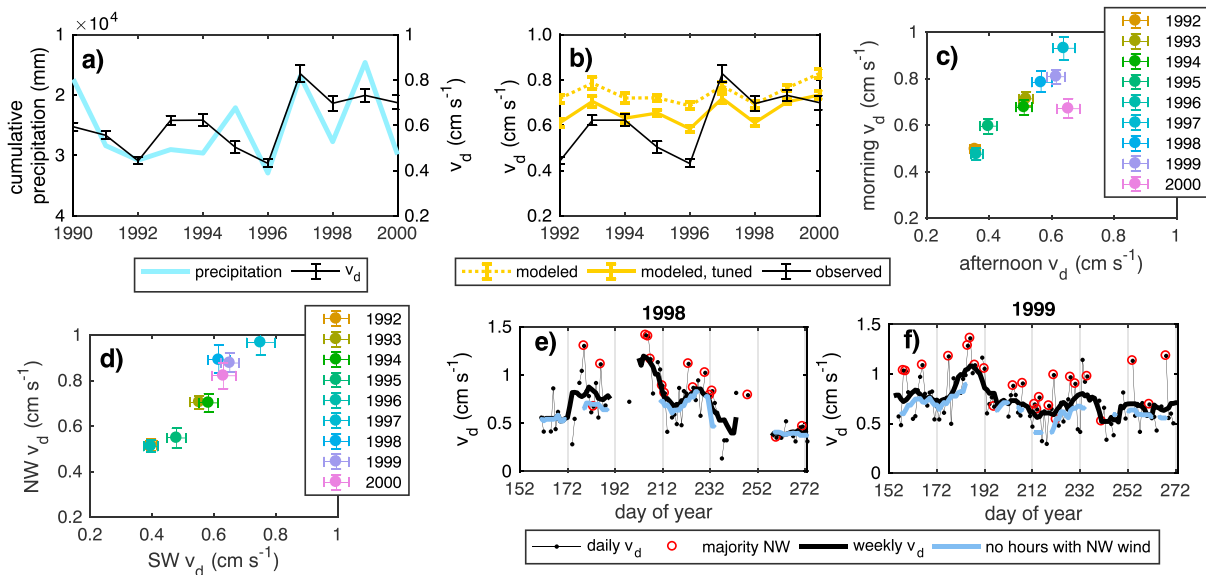 ×10⁴
a)
1
2
3
4
cumulative
precipitation (mm)
1
0.8
0.6
0.4
0.2
v_d (cm s⁻¹)
1990 1992 1994 1996 1998 2000
precipitation v_d
b)
1
0.8
0.6
0.4
0.2
v_d (cm s⁻¹)
1992 1994 1996 1998 2000
modeled modeled, tuned observed
c)
1
0.8
0.6
0.4
0.2
morning v_d (cm s⁻¹)
0.2 0.4 0.6 0.8 1
afternoon v_d (cm s⁻¹)
1992
1993
1994
1995
1996
1997
1998
1999
2000
d)
1
0.8
0.6
0.4
0.2
NW v_d (cm s⁻¹)
0.2 0.4 0.6 0.8 1
SW v_d (cm s⁻¹)
1992
1993
1994
1995
1996
1997
1998
1999
2000
1998
e)
1.5
1
0.5
0
v_d (cm s⁻¹)
152 172 192 212 232 252 272
day of year
1999
f)
1.5
1
0.5
0
v_d (cm s⁻¹)
152 172 192 212 232 252 272
day of year
daily v_d majority NW weekly v_d no hours with NW wind